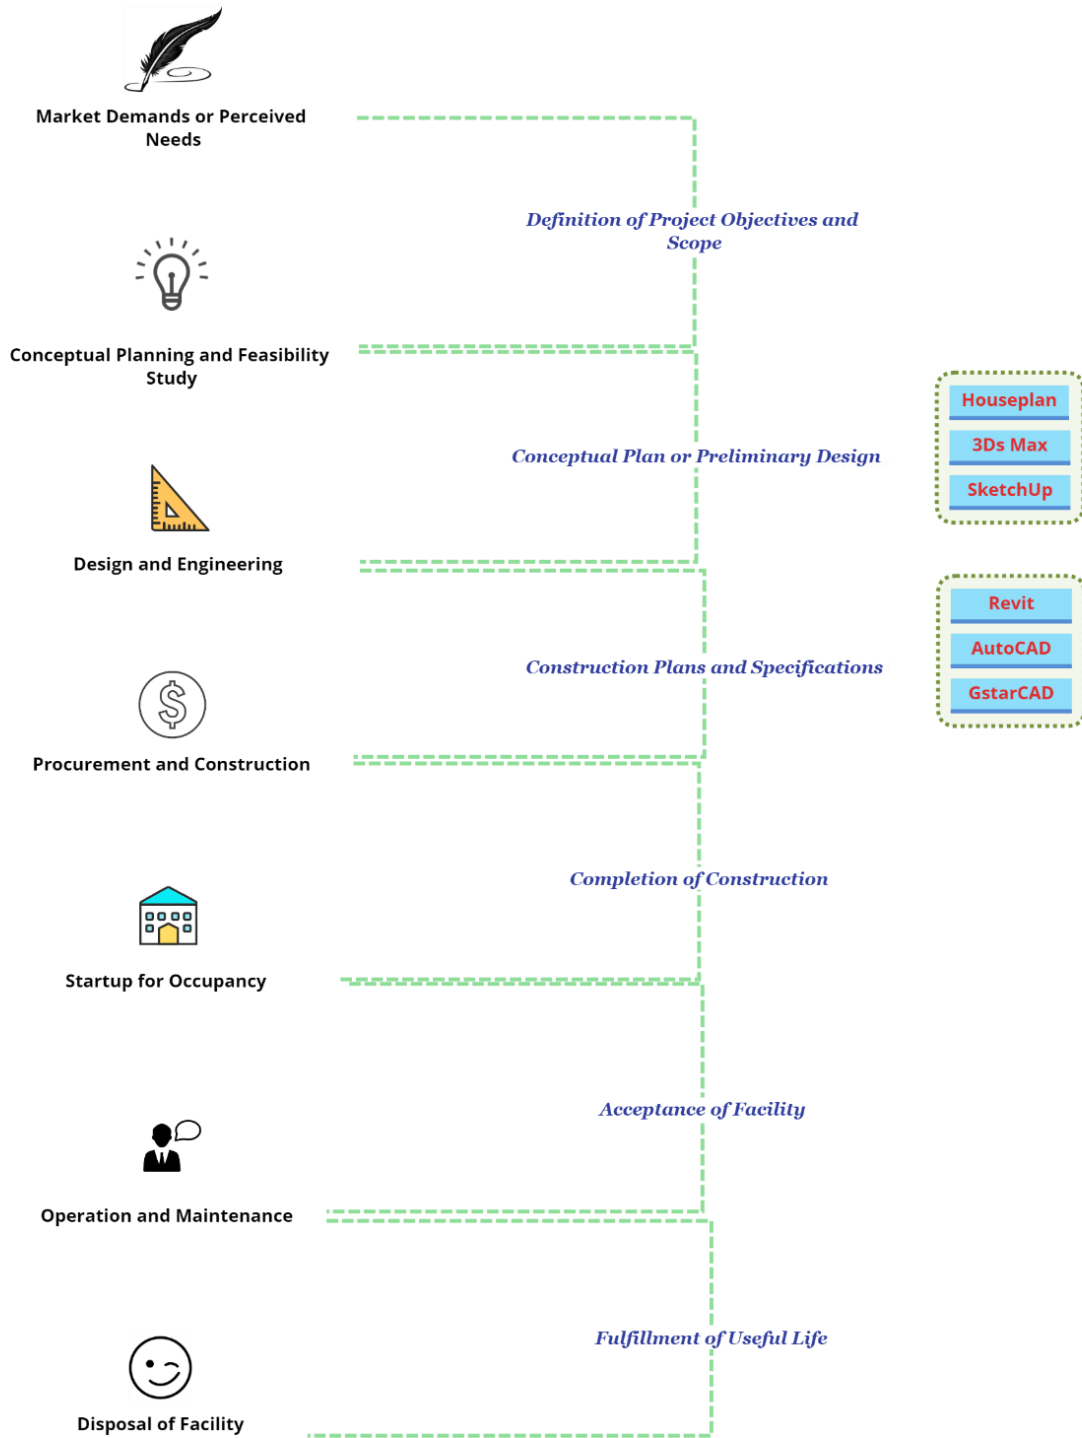 Market Demands or Perceived
Needs
Definition of Project Objectives and
Scope
Conceptual Planning and Feasibility
Study
Houseplan
3Ds Max
SketchUp
Conceptual Plan or Preliminary Design
Design and Engineering
Revit
AutoCAD
GstarCAD
Construction Plans and Specifications
Procurement and Construction
Completion of Construction
Startup for Occupancy
Acceptance of Facility
Operation and Maintenance
Fulfillment of Useful Life
Disposal of Facility